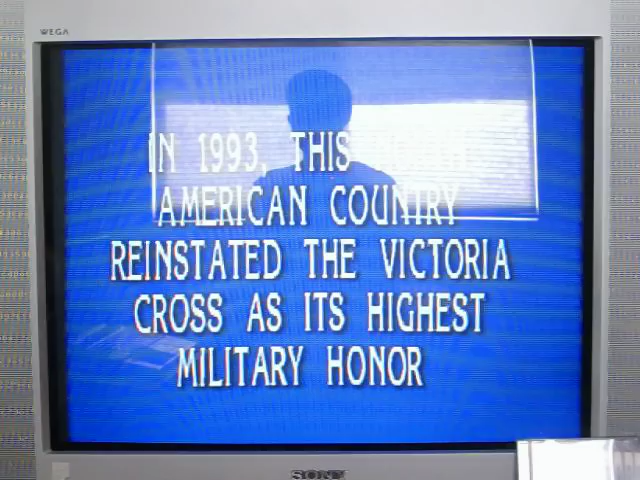 WEGA
IN 1993, THIS
AMERICAN COUNTRY
REINSTATED THE VICTORIA
CROSS AS ITS HIGHEST
MILITARY HONOR
SONY